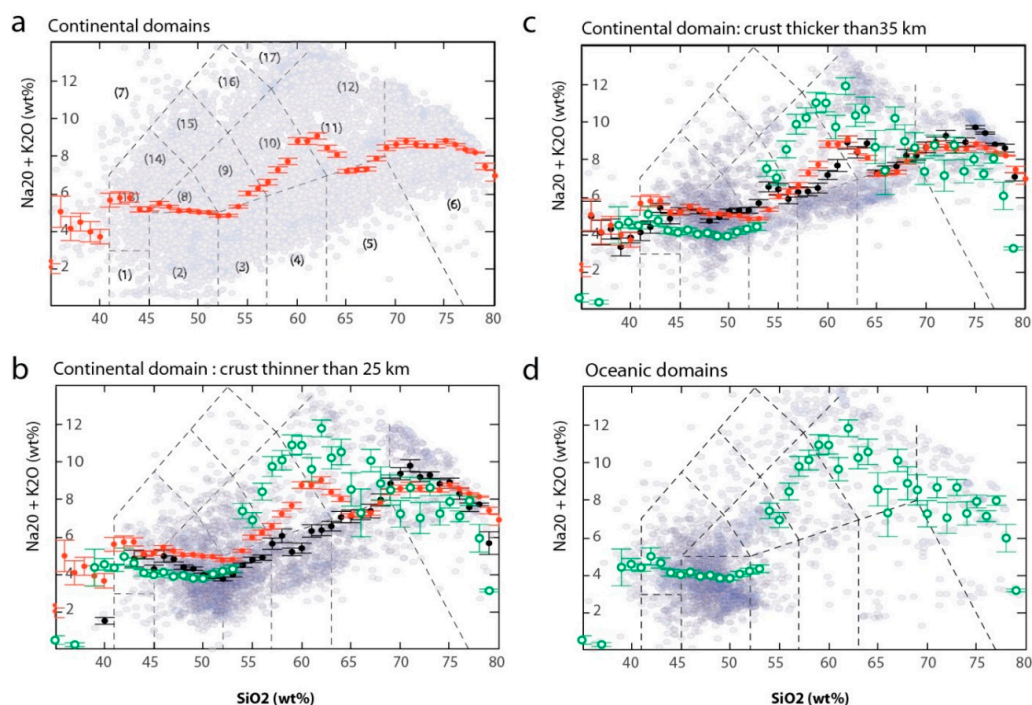 a Continental domains
Na20 + K2O (wt%)
12
10
8
6
4
2
(17)
(16)
(12)
(7)
(15)
(11)
(10)
(14)
(9)
(8)
(6)
(5)
(1)
(2)
(3)
(4)
40 45 50 55 60 65 70 75 80
c Continental domain: crust thicker than35 km
Na20 + K2O (wt%)
12
10
8
6
4
2
40 45 50 55 60 65 70 75 80
b Continental domain : crust thinner than 25 km
Na20 + K2O (wt%)
12
10
8
6
4
2
40 45 50 55 60 65 70 75 80
SiO2 (wt%)
d Oceanic domains
Na20 + K2O (wt%)
12
10
8
6
4
2
40 45 50 55 60 65 70 75 80
SiO2 (wt%)